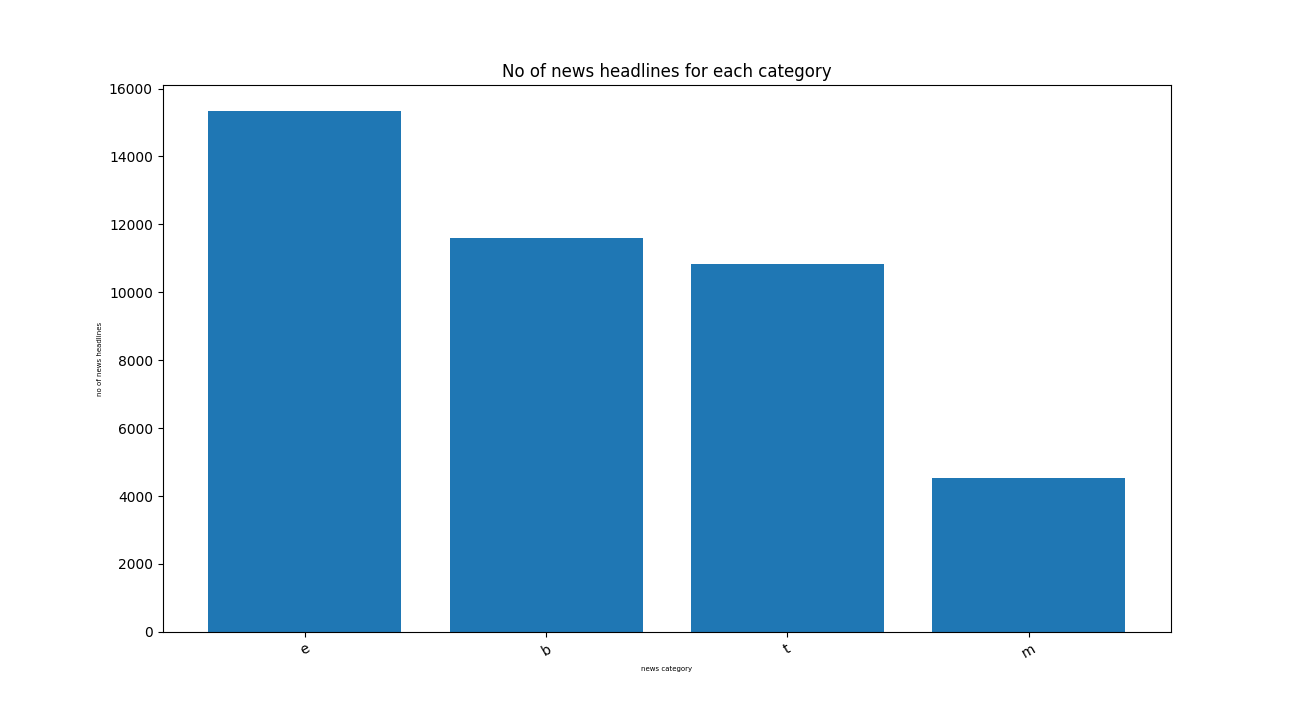 No of news headlines for each category
16000
14000
12000
10000
8000
6000
4000
2000
0
no of news headlines
e b t m
news category